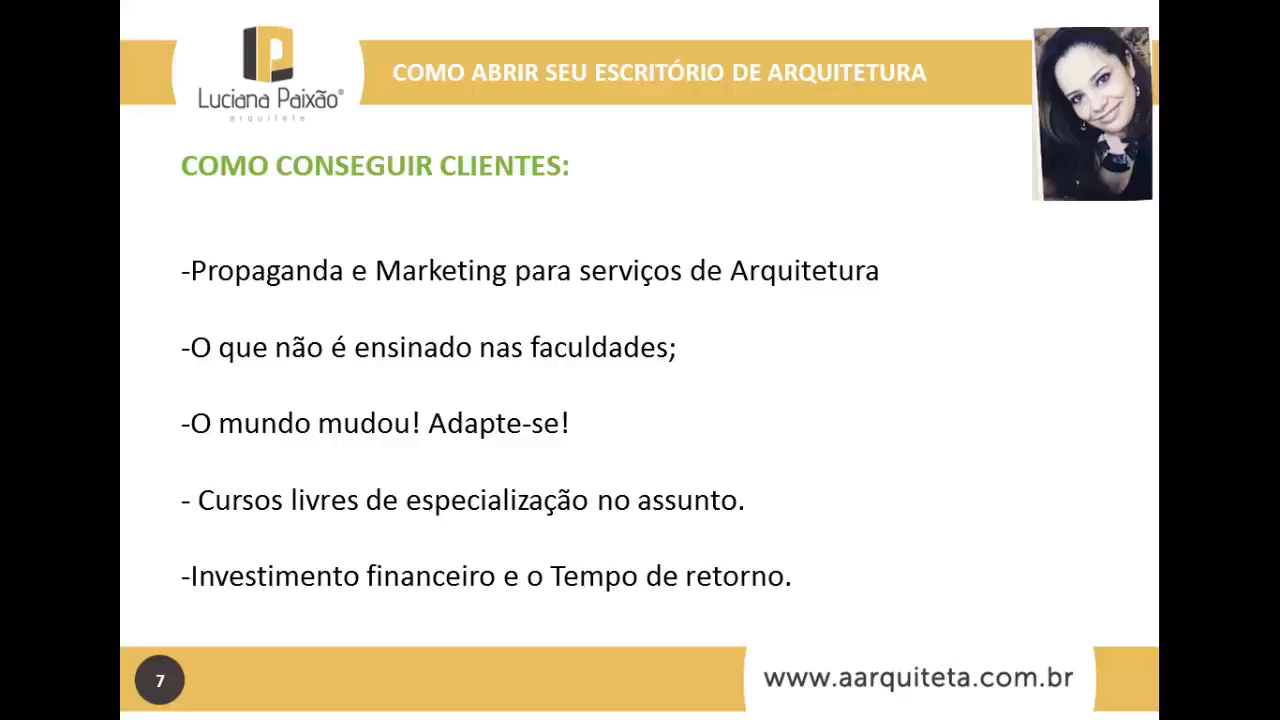 COMO ABRIR SEU ESCRITÓRIO DE ARQUITETURA
Luciana Paixão®
arquiteta
COMO CONSEGUIR CLIENTES:
-Propaganda e Marketing para serviços de Arquitetura
-O que não é ensinado nas faculdades;
-O mundo mudou! Adapte-se!
- Cursos livres de especialização no assunto.
-Investimento financeiro e o Tempo de retorno.
7
www.aarquiteta.com.br